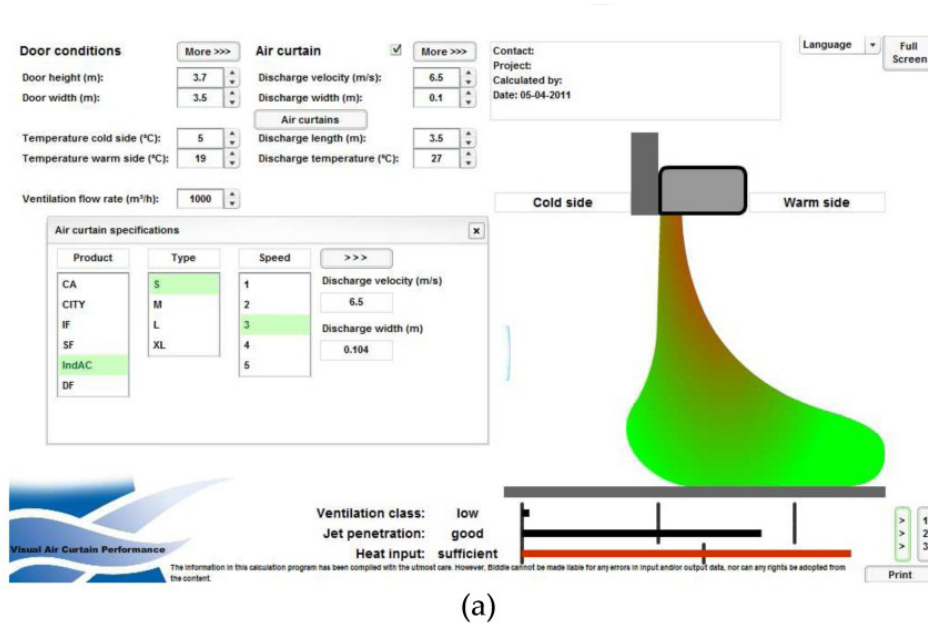 Door conditions
More >>>
Air curtain
More >>>
Door height (m): 3.7
Discharge velocity (m/s): 6.5
Door width (m): 3.5
Discharge width (m): 0.1
Air curtains
Temperature cold side (ºC): 5
Discharge length (m): 3.5
Temperature warm side (ºC): 19
Discharge temperature (ºC): 27
Ventilation flow rate (m³/h): 1000
Contact:
Project:
Calculated by:
Date: 05-04-2011
Language
Full
Screen
Cold side
Warm side
Air curtain specifications
x
Product
Type
Speed
>>>
CA
CITY
IF
SF
IndAC
DF
S
M
L
XL
1
2
3
4
5
Discharge velocity (m/s)
6.5
Discharge width (m)
0.104
Ventilation class: low
Jet penetration: good
Heat input: sufficient
> 1
> 2
> 3
Visual Air Curtain Performance
The information in this calculation program has been compiled with the utmost care. However, Biddle cannot be made liable for any errors in input and/or output data, nor can any rights be adopted from
the content.
Print
(a)